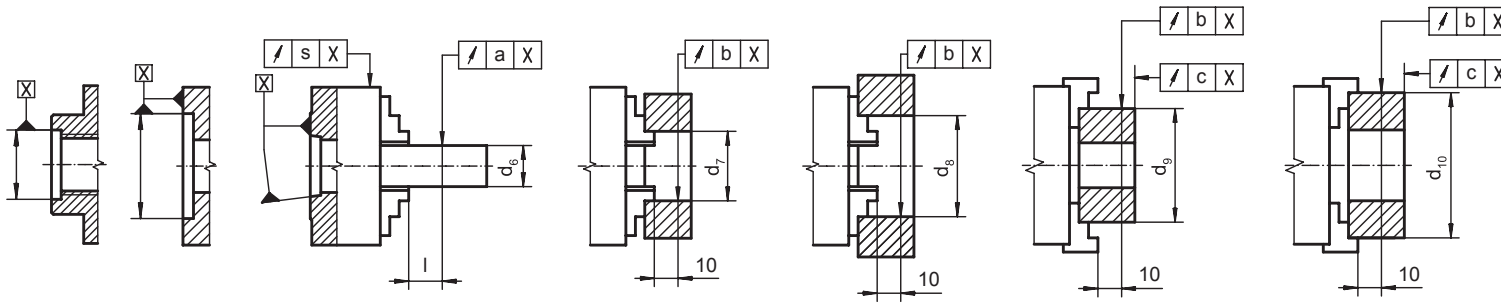 X
X
X
↗ s X
↗ a X
d₆
l
↗ b X
d₇
10
↗ b X
d₈
10
↗ b X
↗ c X
d₉
10
↗ b X
↗ c X
d₁₀
10